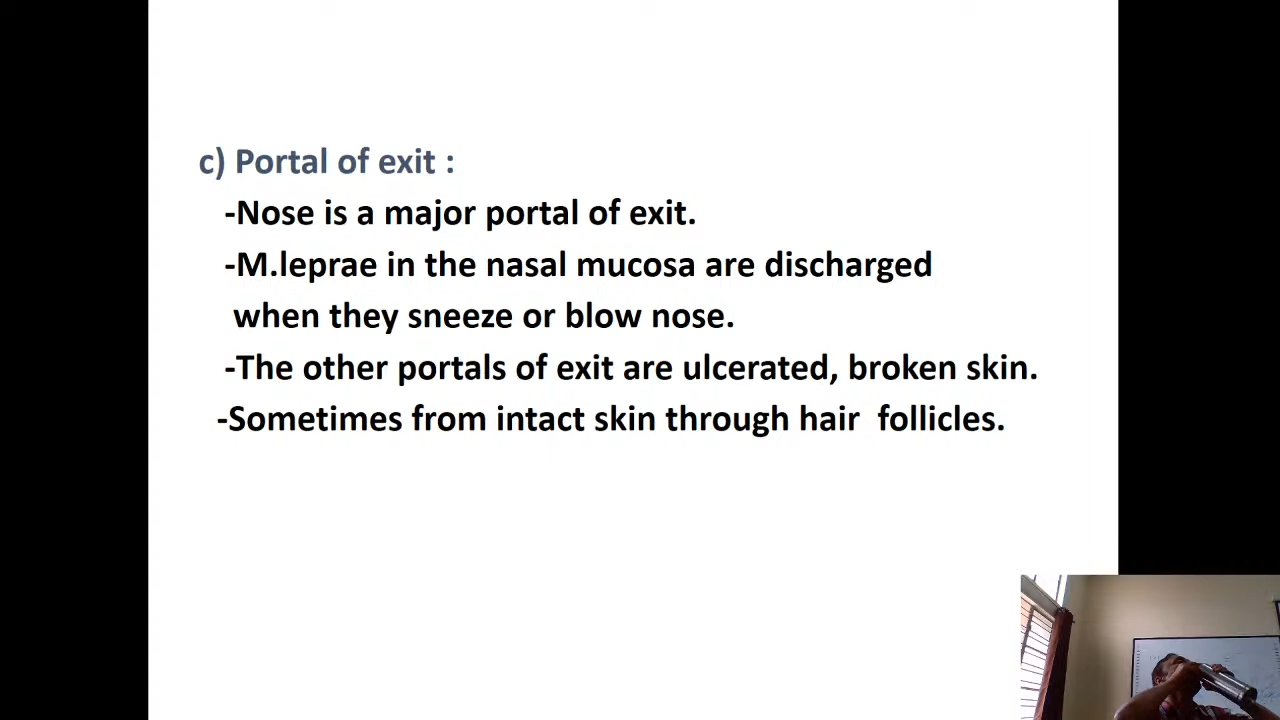 c) Portal of exit :
-Nose is a major portal of exit.
-M.leprae in the nasal mucosa are discharged
when they sneeze or blow nose.
-The other portals of exit are ulcerated, broken skin.
-Sometimes from intact skin through hair follicles.